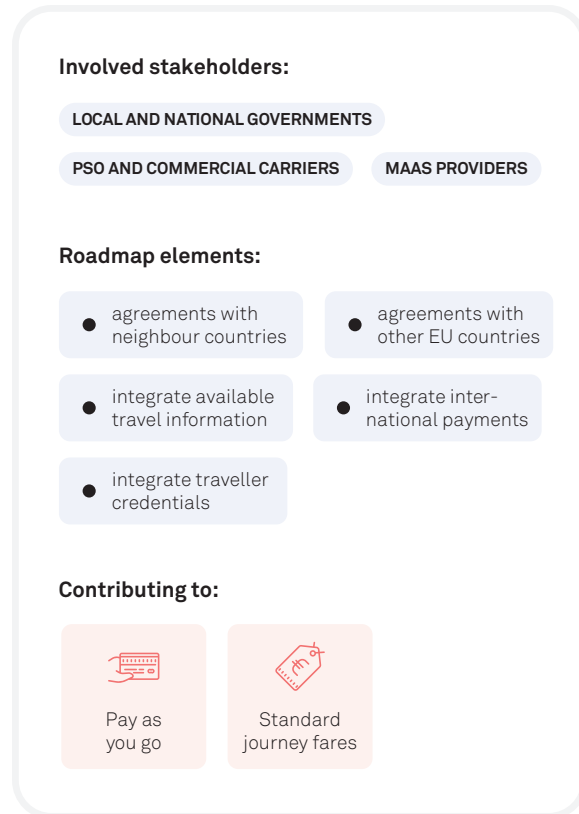 Involved stakeholders:
LOCAL AND NATIONAL GOVERNMENTS
PSO AND COMMERCIAL CARRIERS
MAAS PROVIDERS
Roadmap elements:
● agreements with
neighbour countries
● agreements with
other EU countries
● integrate available
travel information
● integrate inter-
national payments
● integrate traveller
credentials
Contributing to:
€
Pay as
you go
Standard
journey fares